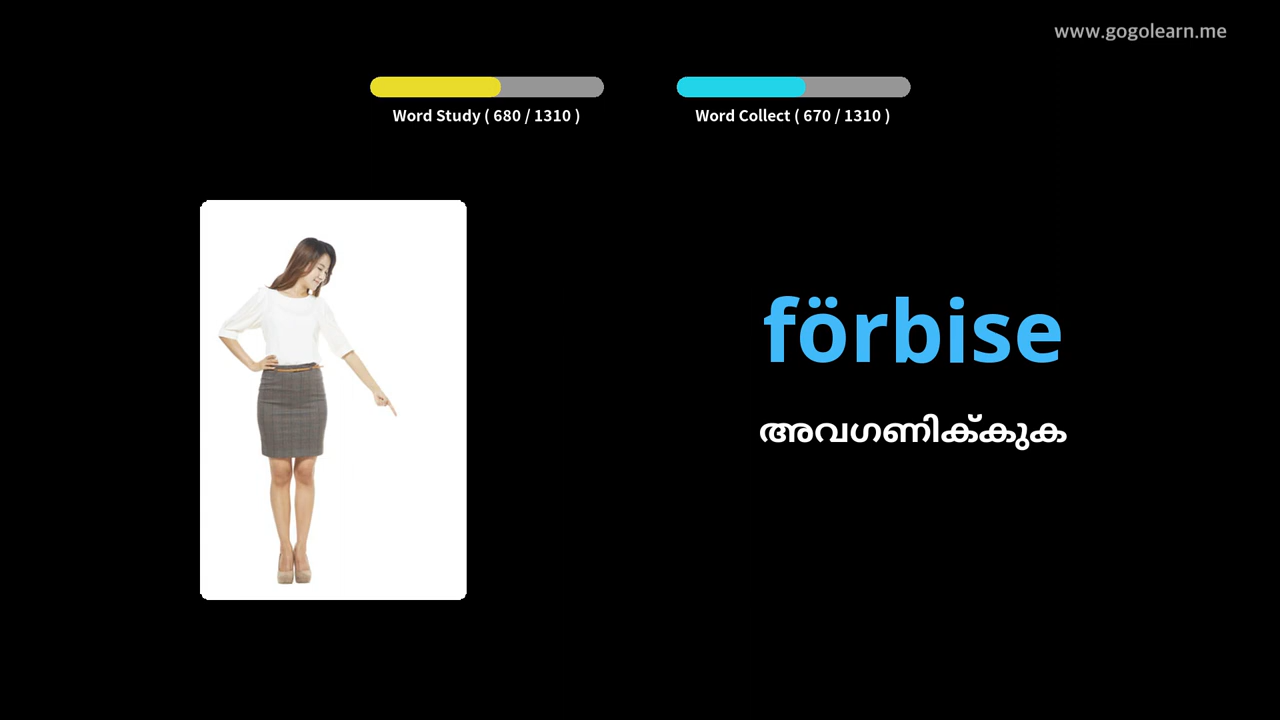 www.gogolearn.me
Word Study ( 680 / 1310 )
Word Collect ( 670 / 1310 )
förbise
അവഗണിക്കുക